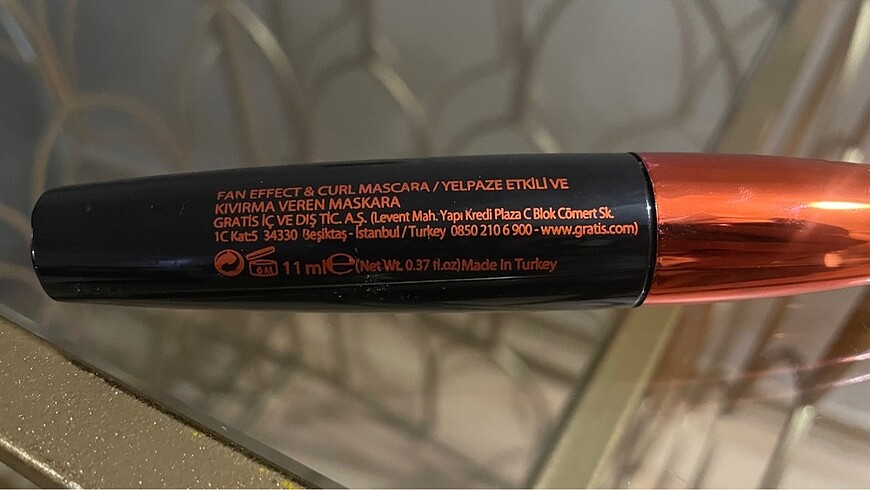 FAN EFFECT & CURL MASCARA / YELPAZE ETKİLİ VE
KIVIRMA VEREN MASKARA
GRATİS İÇ VE DIŞ TİC. A.Ş. (Levent Mah. Yapı Kredi Plaza C Blok Cömert Sk.
1C Kat:5 34330 Beşiktaş - İstanbul / Turkey 0850 210 6 900 - www.gratis.com)
6 M 11 ml e (Net Wt. 0.37 fl.oz) Made In Turkey